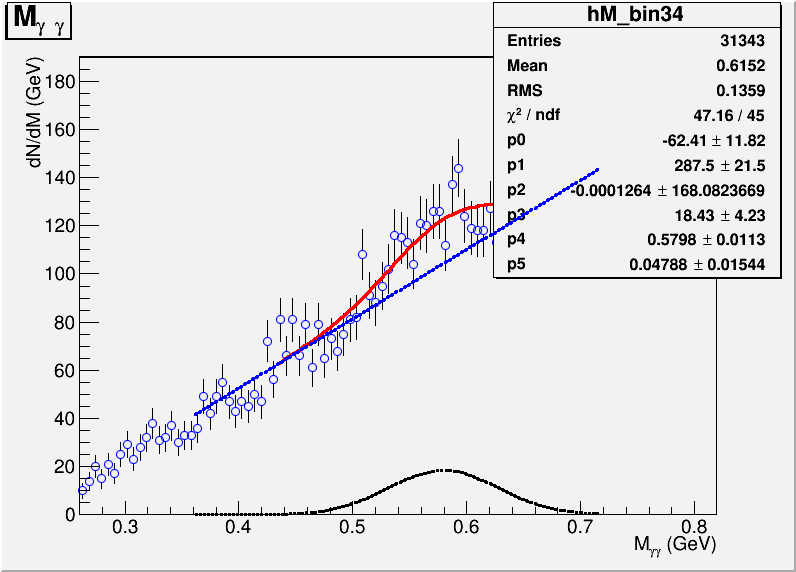 M γ γ
hM_bin34
Entries 31343
Mean 0.6152
RMS 0.1359
χ² / ndf 47.16 / 45
p0 -62.41 ± 11.82
p1 287.5 ± 21.5
p2 -0.0001264 ± 168.0823669
p3 18.43 ± 4.23
p4 0.5798 ± 0.0113
p5 0.04788 ± 0.01544
dN/dM (GeV)
180
160
140
120
100
80
60
40
20
0
0.3 0.4 0.5 0.6 0.7 0.8
Mγγ (GeV)